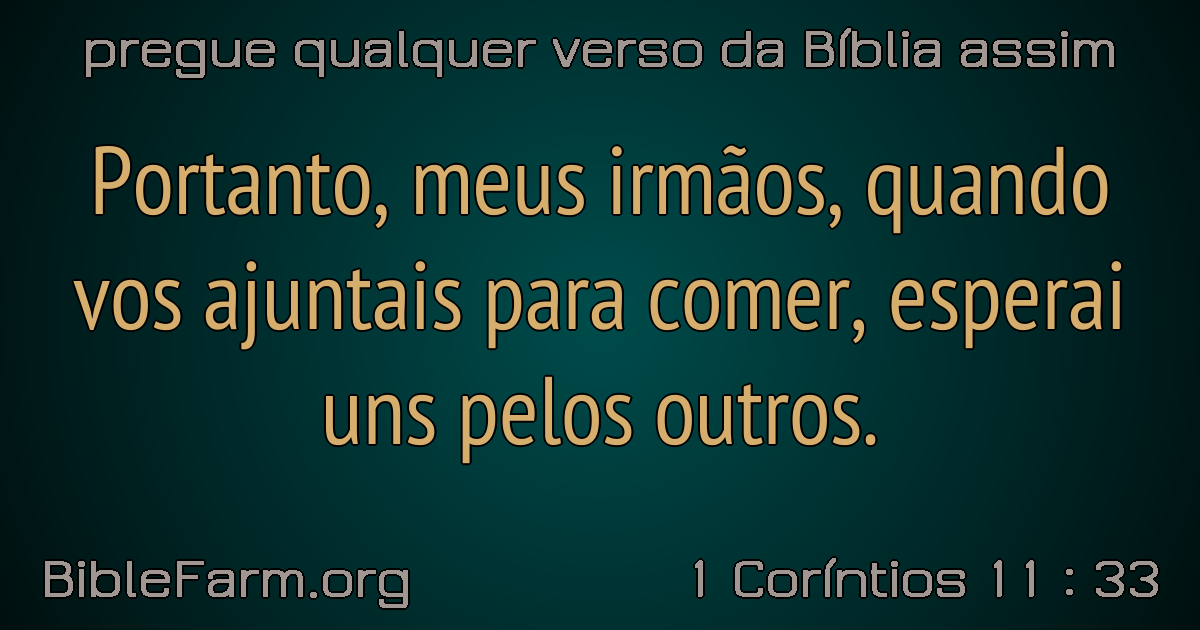 pregue qualquer verso da Bíblia assim
Portanto, meus irmãos, quando
vos ajuntais para comer, esperai
uns pelos outros.
BibleFarm.org
1 Coríntios 11 : 33